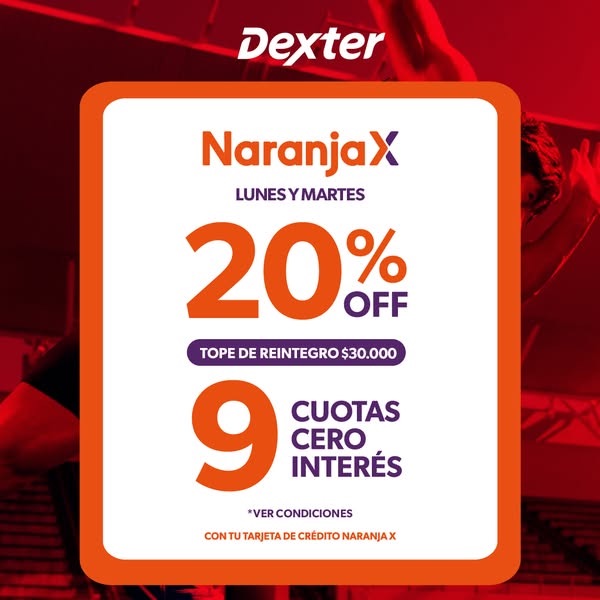 Dexter
NaranjaX
LUNES Y MARTES
20%
OFF
TOPE DE REINTEGRO $30.000
9
CUOTAS
CERO
INTERÉS
*VER CONDICIONES
CON TU TARJETA DE CRÉDITO NARANJA X